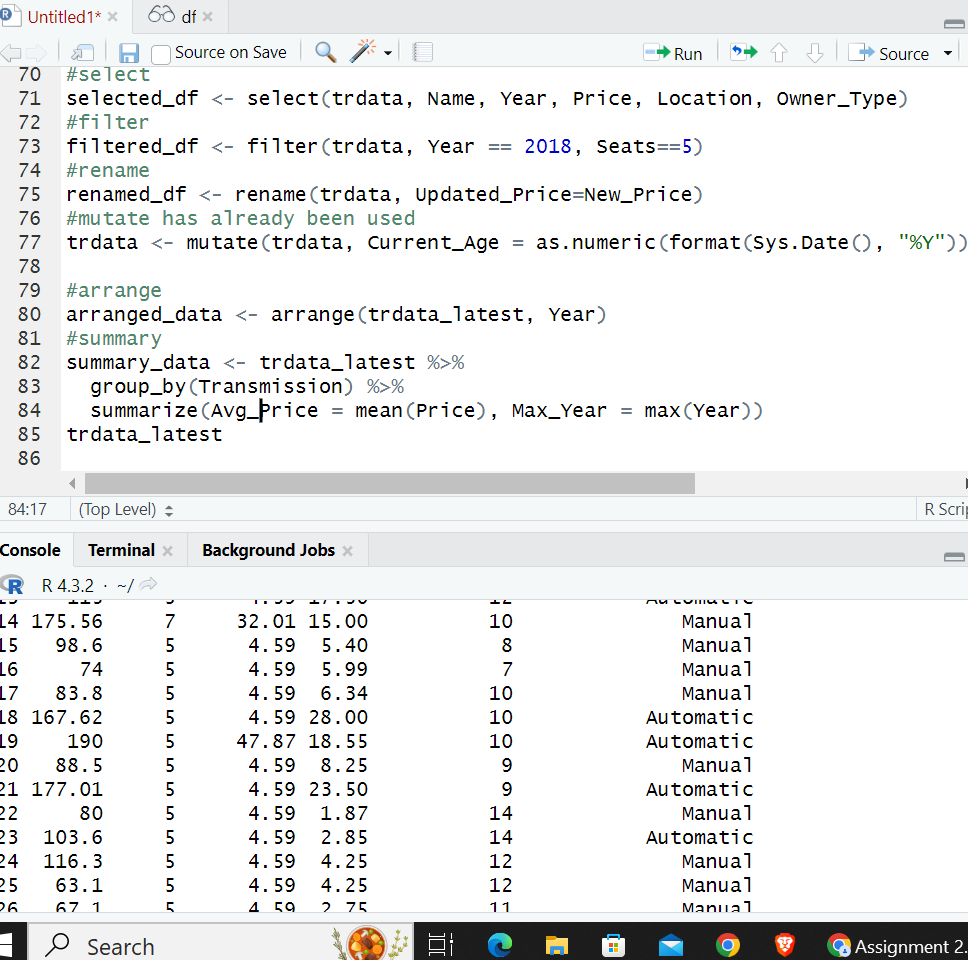 Untitled1* df
Source on Save Run Source
70 #select
71 selected_df <- select(trdata, Name, Year, Price, Location, Owner_Type)
72 #filter
73 filtered_df <- filter(trdata, Year == 2018, Seats==5)
74 #rename
75 renamed_df <- rename(trdata, Updated_Price=New_Price)
76 #mutate has already been used
77 trdata <- mutate(trdata, Current_Age = as.numeric(format(Sys.Date(), "%Y"))
78
79 #arrange
80 arranged_data <- arrange(trdata_latest, Year)
81 #summary
82 summary_data <- trdata_latest %>%
83 group_by(Transmission) %>%
84 summarize(Avg_Price = mean(Price), Max_Year = max(Year))
85 trdata_latest
86
84:17 (Top Level) R Scrip
Console Terminal Background Jobs
R R 4.3.2 · ~/
14 175.56 7 32.01 15.00 10 Manual
15 98.6 5 4.59 5.40 8 Manual
16 74 5 4.59 5.99 7 Manual
17 83.8 5 4.59 6.34 10 Manual
18 167.62 5 4.59 28.00 10 Automatic
19 190 5 47.87 18.55 10 Automatic
20 88.5 5 4.59 8.25 9 Manual
21 177.01 5 4.59 23.50 9 Automatic
22 80 5 4.59 1.87 14 Manual
23 103.6 5 4.59 2.85 14 Automatic
24 116.3 5 4.59 4.25 12 Manual
25 63.1 5 4.59 4.25 12 Manual
26 67.1 5 4.59 2.75 11 Manual
Search Assignment 2.